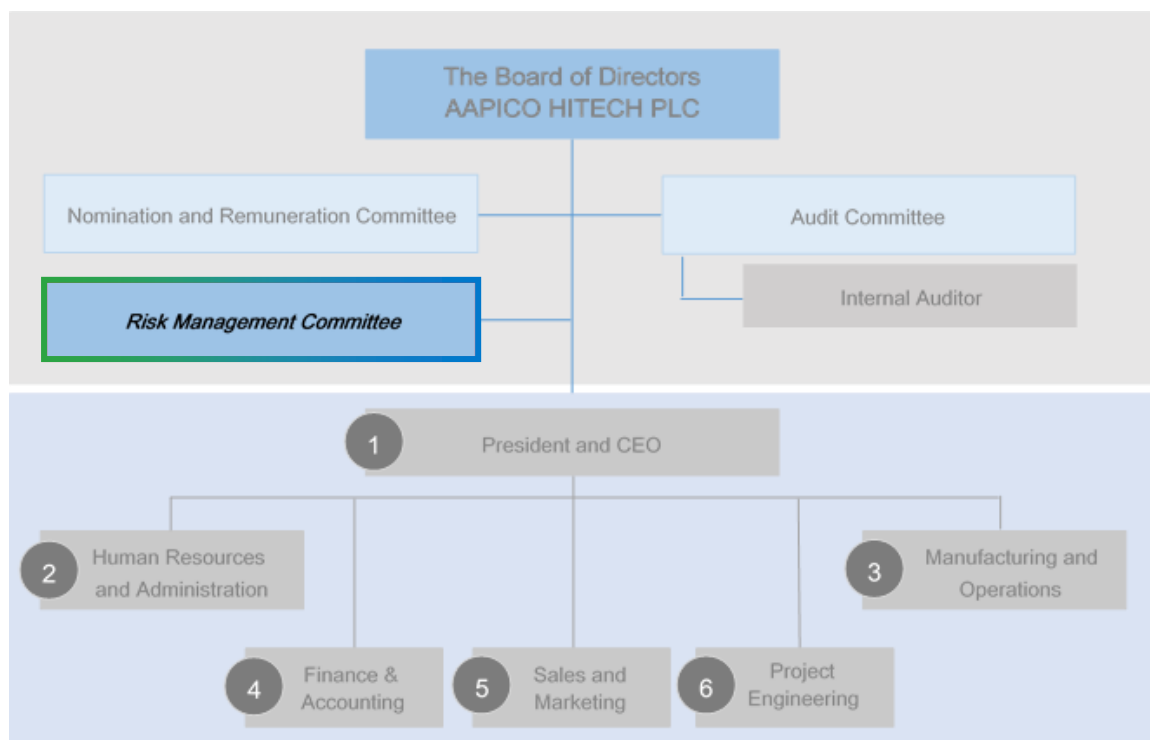 The Board of Directors
AAPICO HITECH PLC
Nomination and Remuneration Committee
Audit Committee
Internal Auditor
Risk Management Committee
1
President and CEO
2
Human Resources
and Administration
3
Manufacturing and
Operations
4
Finance &
Accounting
5
Sales and
Marketing
6
Project
Engineering